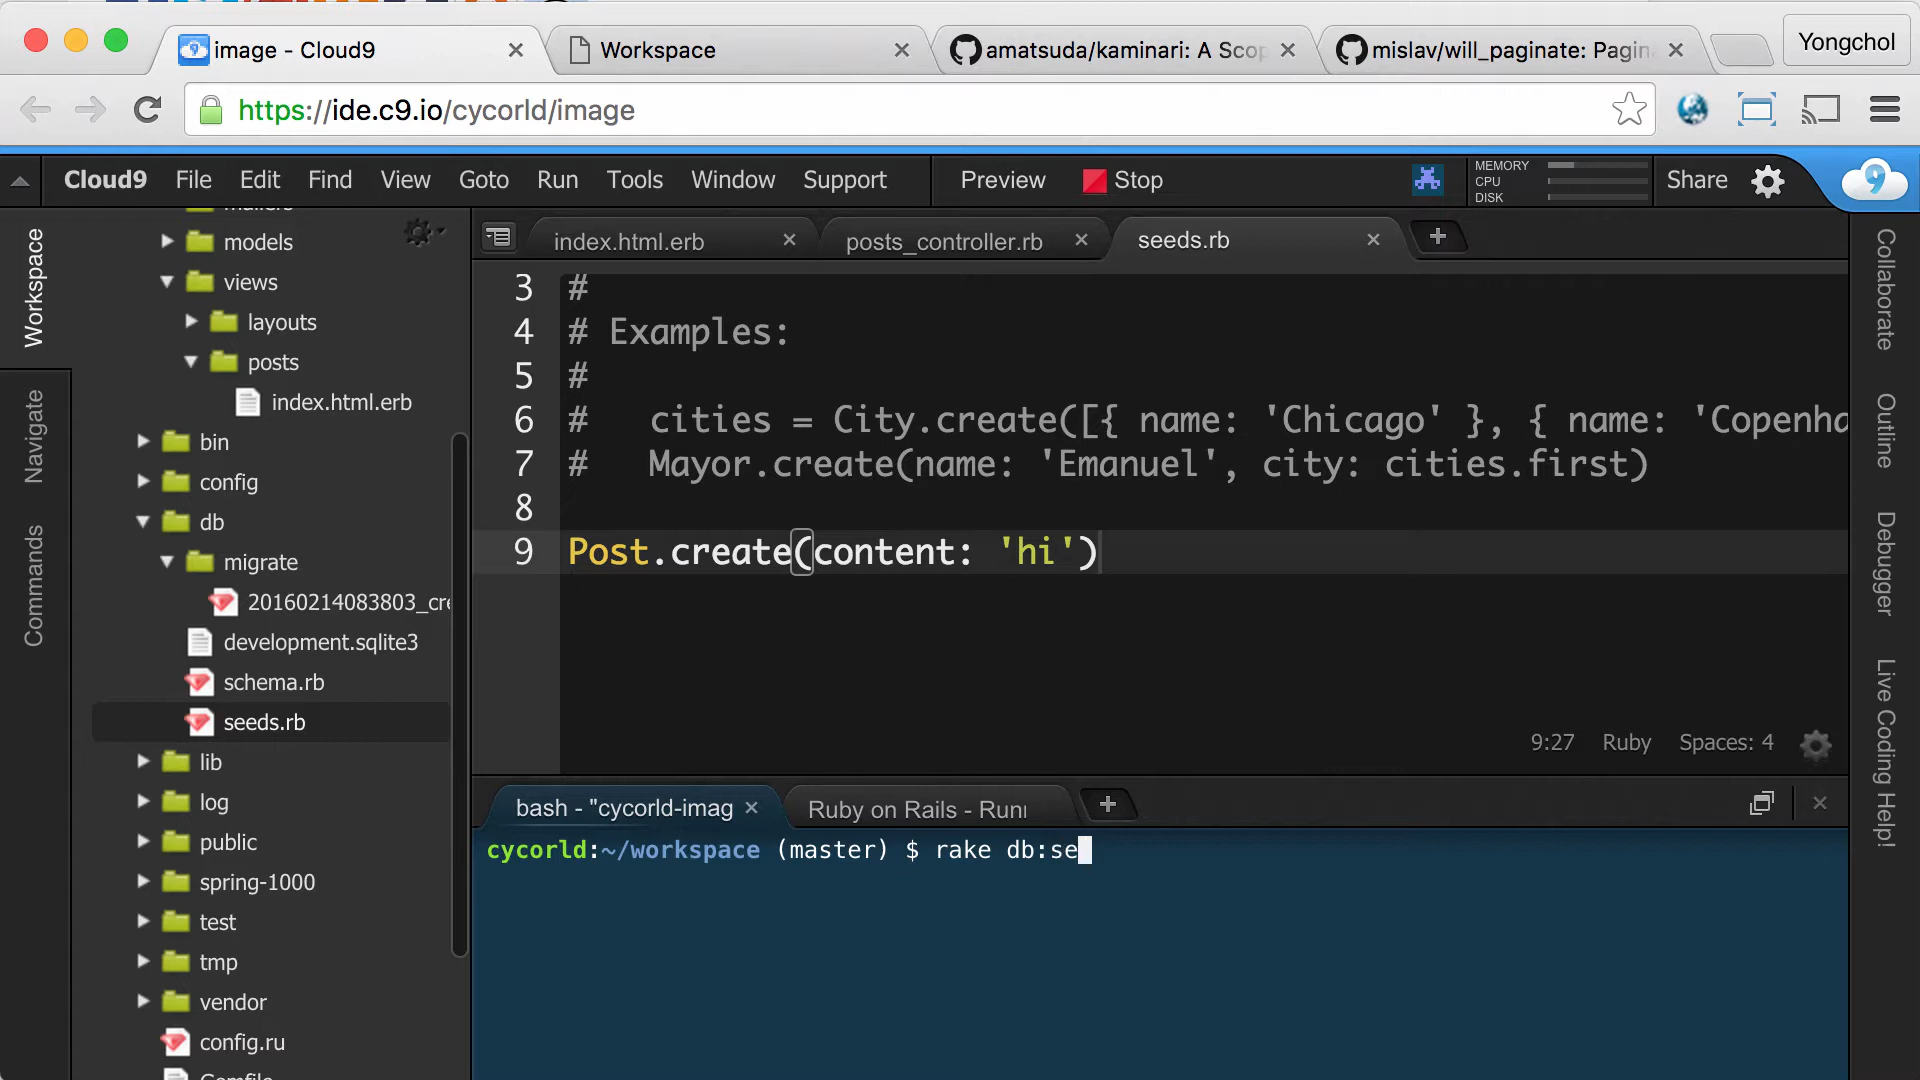 image - Cloud9
Workspace
amatsuda/kaminari: A Scop
mislav/will_paginate: Pagin
Yongchol
https://ide.c9.io/cycorld/image
Cloud9 File Edit Find View Goto Run Tools Window Support Preview Stop
MEMORY
CPU
DISK
Share
Workspace
Navigate
Commands
models
views
layouts
posts
index.html.erb
bin
config
db
migrate
20160214083803_cre
development.sqlite3
schema.rb
seeds.rb
lib
log
public
spring-1000
test
tmp
vendor
config.ru
index.html.erb
posts_controller.rb
seeds.rb
3 #
4 # Examples:
5 #
6 #   cities = City.create([{ name: 'Chicago' }, { name: 'Copenha
7 #   Mayor.create(name: 'Emanuel', city: cities.first)
8
9 Post.create(content: 'hi')
9:27 Ruby Spaces: 4
bash - "cycorld-imag
Ruby on Rails - Runn
cycorld:~/workspace (master) $ rake db:se
Collaborate
Outline
Debugger
Live Coding Help!